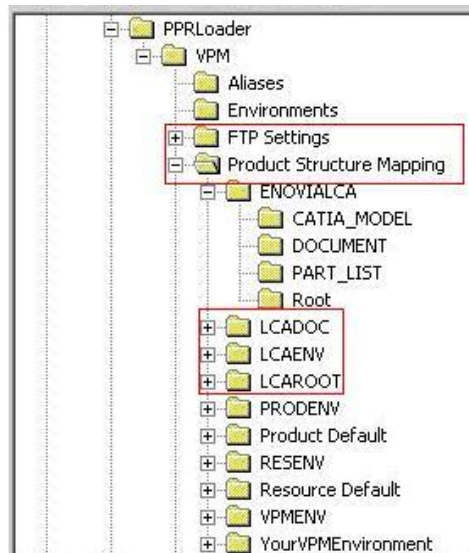 PPRLoader
VPM
Aliases
Environments
FTP Settings
Product Structure Mapping
ENOVIALCA
CATIA_MODEL
DOCUMENT
PART_LIST
Root
LCADOC
LCAENV
LCAROOT
PRODENV
Product Default
RESENV
Resource Default
VPMENV
YourVPMEnvironment